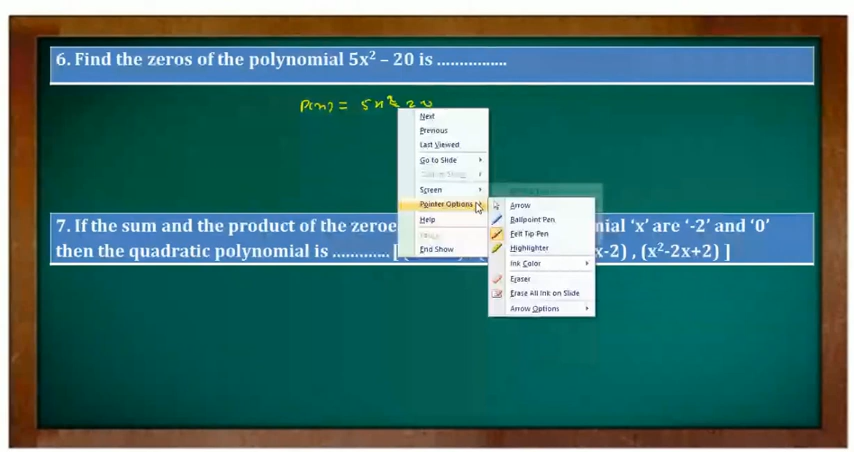 6. Find the zeros of the polynomial 5x² – 20 is ................
P(x) = 5x² - 20
Next
Previous
Last Viewed
Go to Slide
Screen
Pointer Options
Help
End Show
Arrow
Ballpoint Pen
Felt Tip Pen
Highlighter
Ink Color
Eraser
Erase All Ink on Slide
Arrow Options
7. If the sum and the product of the zeroe mial ‘x’ are ‘-2’ and ‘0’
then the quadratic polynomial is ............. [ x-2) , (x²-2x+2) ]